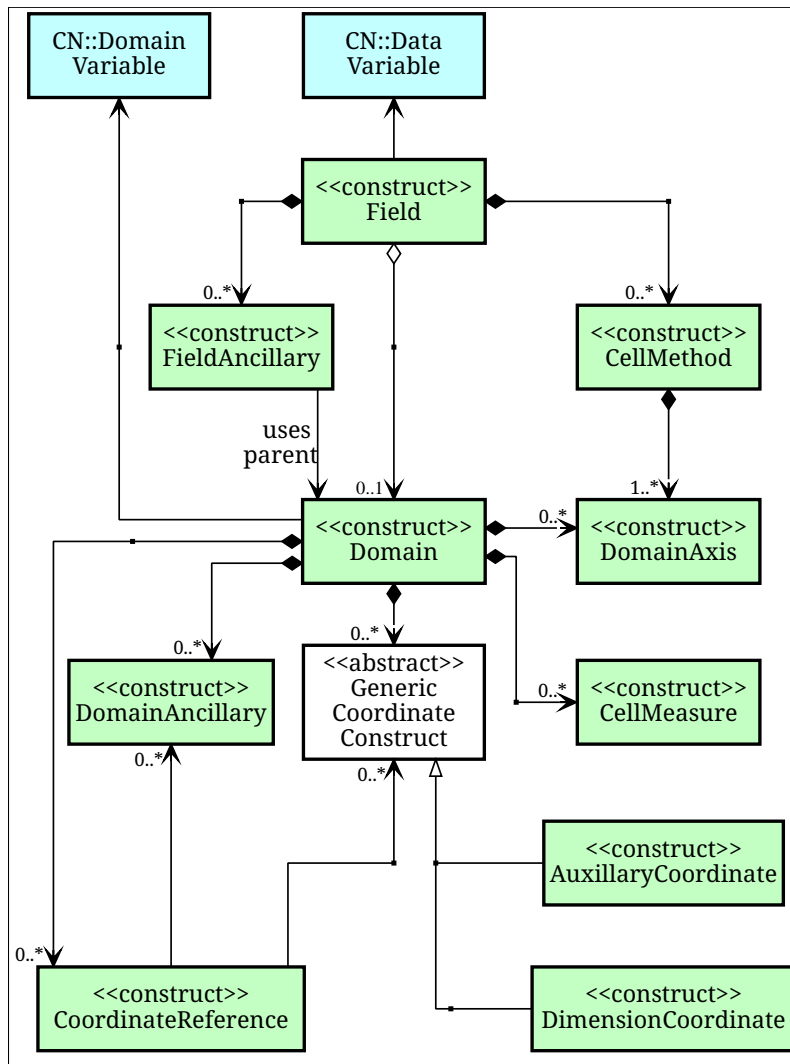 CN::Domain
Variable
CN::Data
Variable
<<construct>>
Field
0..*
<<construct>>
FieldAncillary
0..*
<<construct>>
CellMethod
uses
parent
0..1
1..*
<<construct>>
Domain
0..*
<<construct>>
DomainAxis
0..*
<<construct>>
DomainAncillary
0..*
<<abstract>>
Generic
Coordinate
Construct
0..*
<<construct>>
CellMeasure
0..*
0..*
<<construct>>
AuxillaryCoordinate
0..*
<<construct>>
CoordinateReference
<<construct>>
DimensionCoordinate